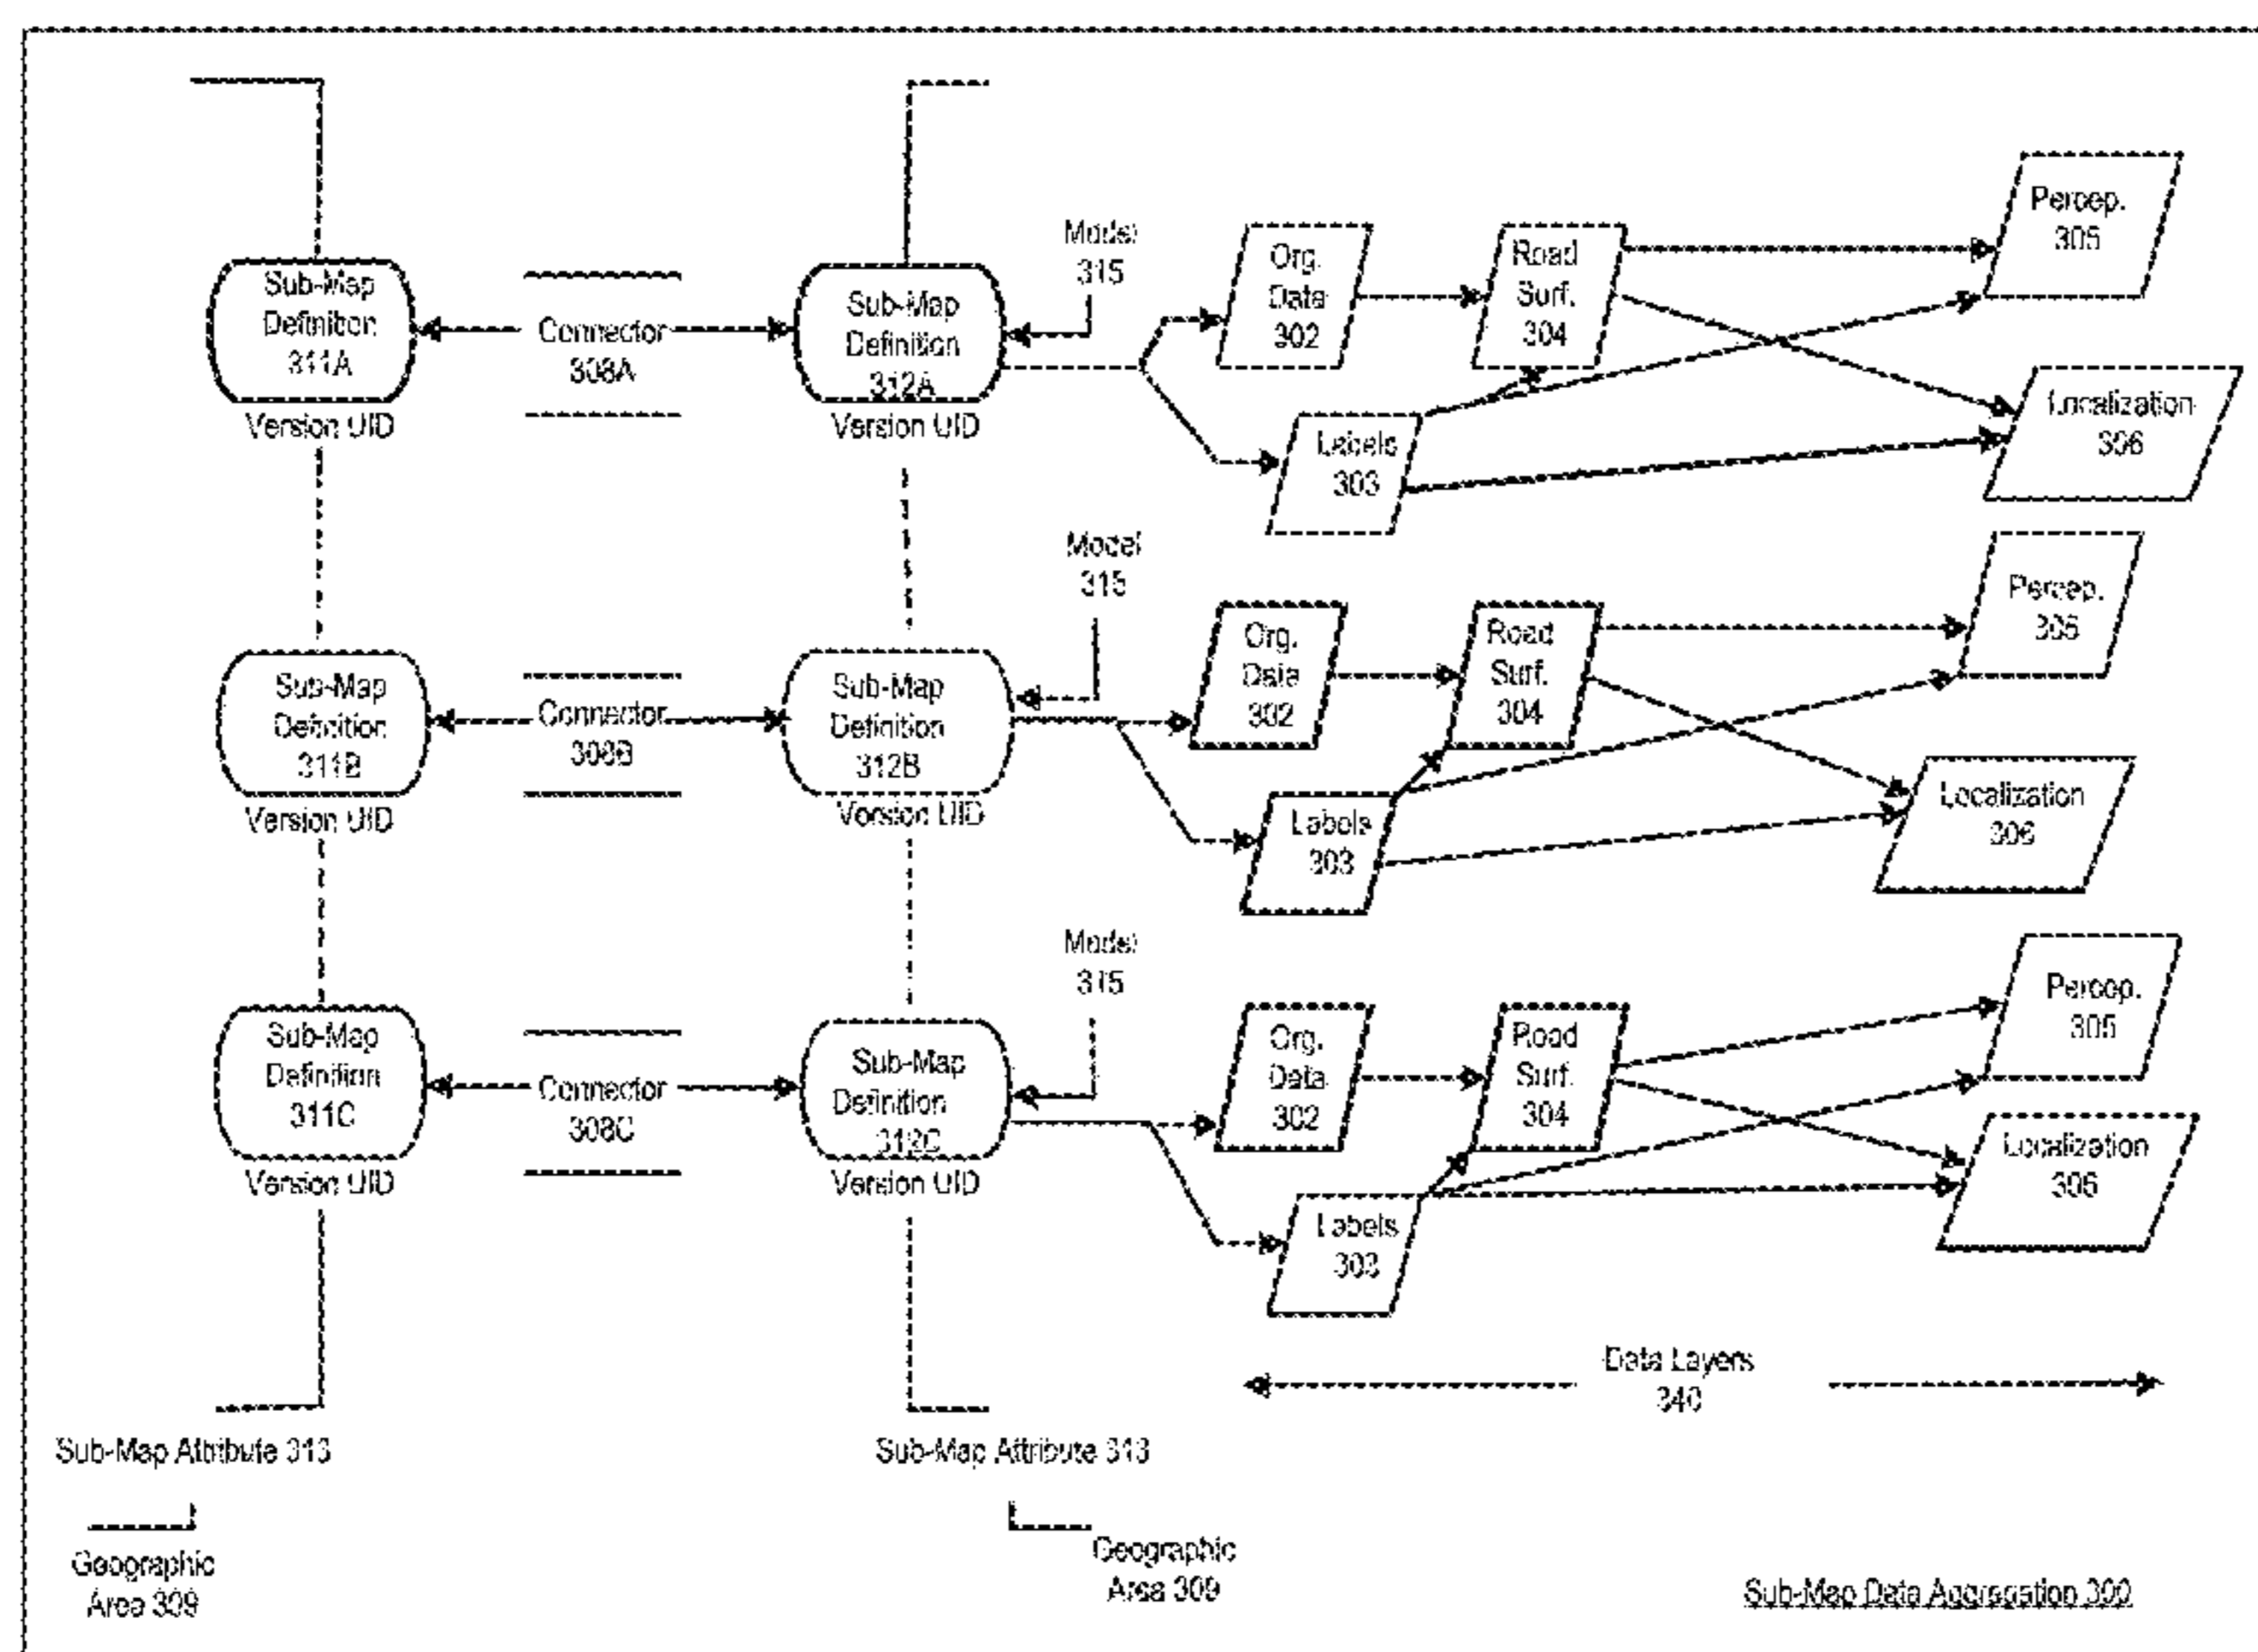 Percep.
305
Model
315
Org.
Data
302
Road
Surf.
304
Sub-Map
Definition
311A
Connector
308A
Sub-Map
Definition
312A
Localization
306
Version UID
Version UID
Labels
303
Model
315
Percep.
305
Org.
Data
302
Road
Surf.
304
Sub-Map
Definition
311B
Connector
308B
Sub-Map
Definition
312B
Localization
306
Version UID
Version UID
Labels
303
Model
315
Percep.
305
Org.
Data
302
Road
Surf.
304
Sub-Map
Definition
311C
Connector
308C
Sub-Map
Definition
312C
Localization
306
Version UID
Version UID
Labels
303
Data Layers
340
Sub-Map Attribute 313
Sub-Map Attribute 313
Geographic
Area 309
Geographic
Area 309
Sub-Map Data Aggregation 300